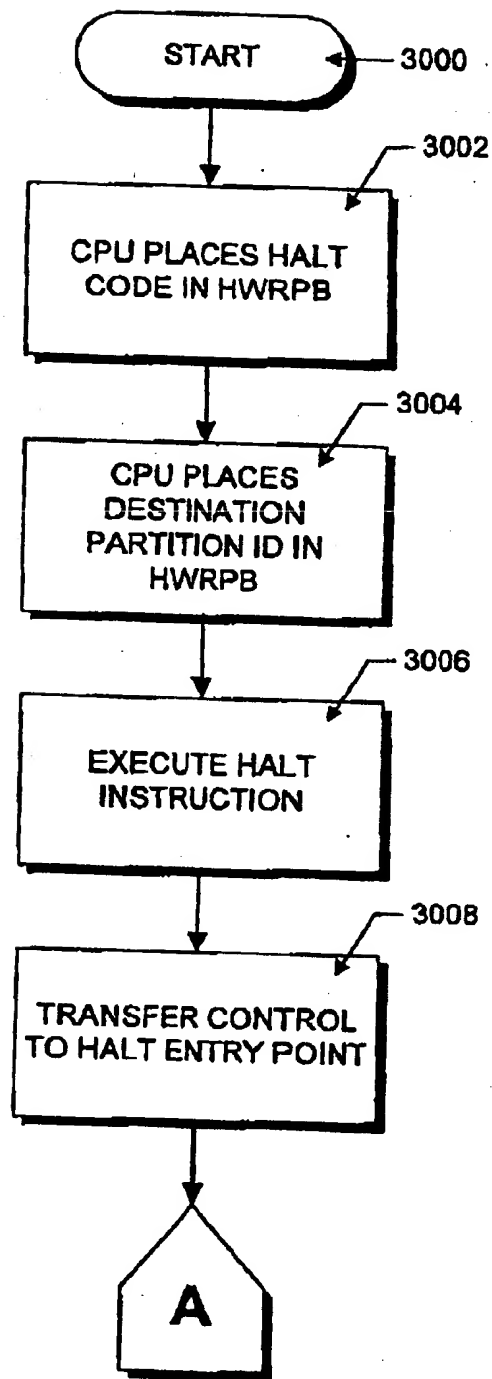 START
3000
3002
CPU PLACES HALT
CODE IN HWRPB
3004
CPU PLACES
DESTINATION
PARTITION ID IN
HWRPB
3006
EXECUTE HALT
INSTRUCTION
3008
TRANSFER CONTROL
TO HALT ENTRY POINT
A